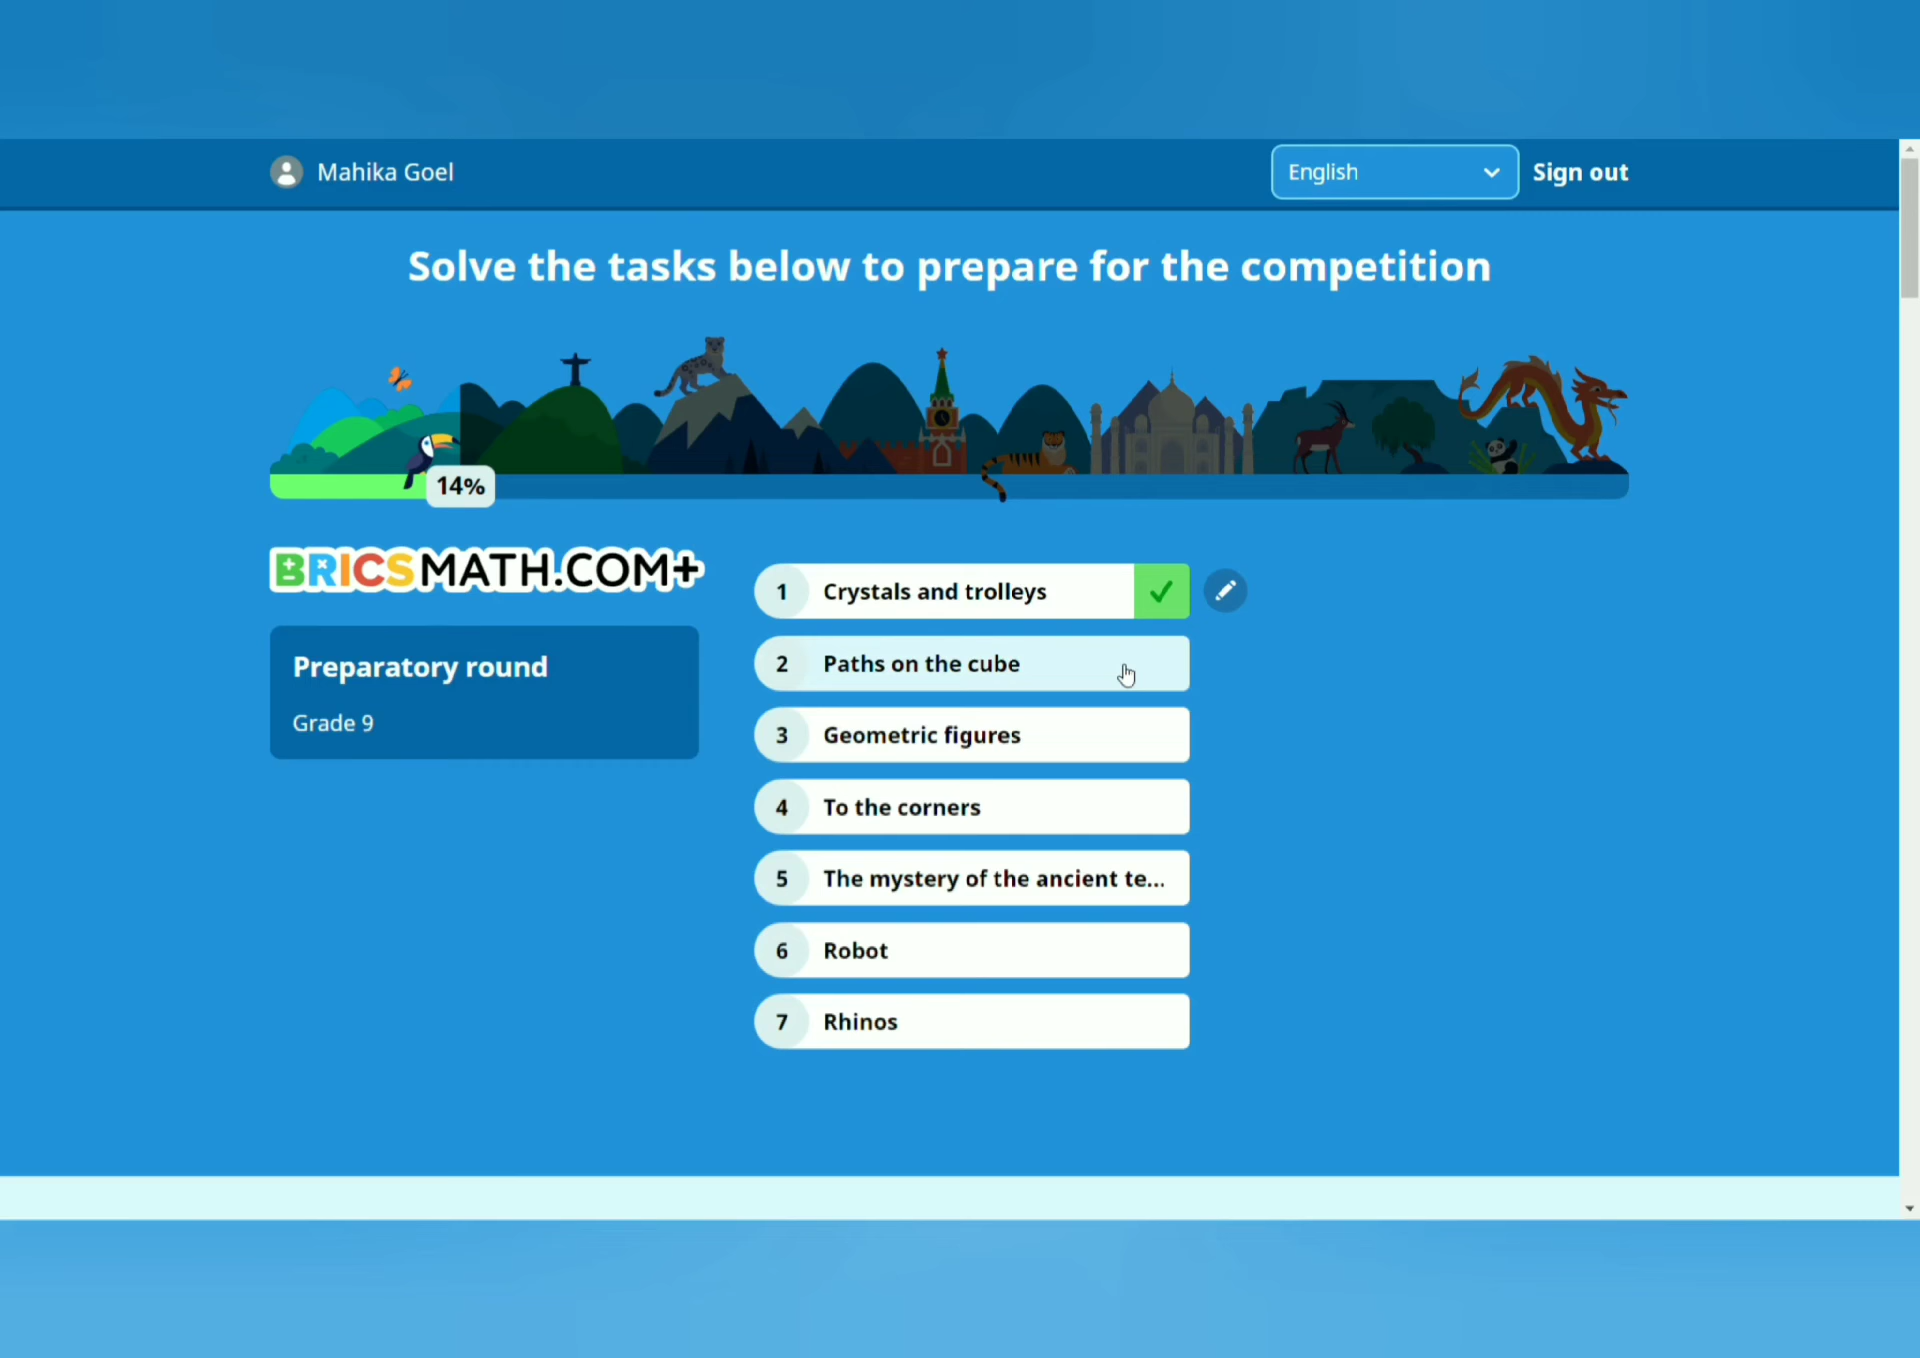 Mahika Goel
English
Sign out
Solve the tasks below to prepare for the competition
14%
BRICSMATH.COM+
Preparatory round
Grade 9
1 Crystals and trolleys
2 Paths on the cube
3 Geometric figures
4 To the corners
5 The mystery of the ancient te...
6 Robot
7 Rhinos